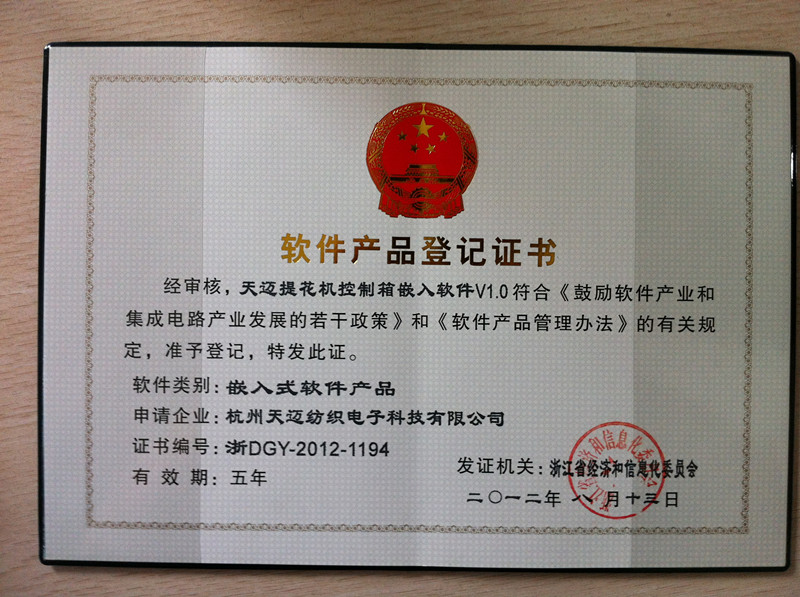 软件产品登记证书
经审核，天迈提花机控制箱嵌入软件V1.0符合《鼓励软件产业和
集成电路产业发展的若干政策》和《软件产品管理办法》的有关规
定，准予登记，特发此证。
软件类别：嵌入式软件产品
申请企业：杭州天迈纺织电子科技有限公司
证书编号：浙DGY-2012-1194
有 效 期：五年
发证机关：浙江省经济和信息化委员会
二〇一二年 八 月 十三 日